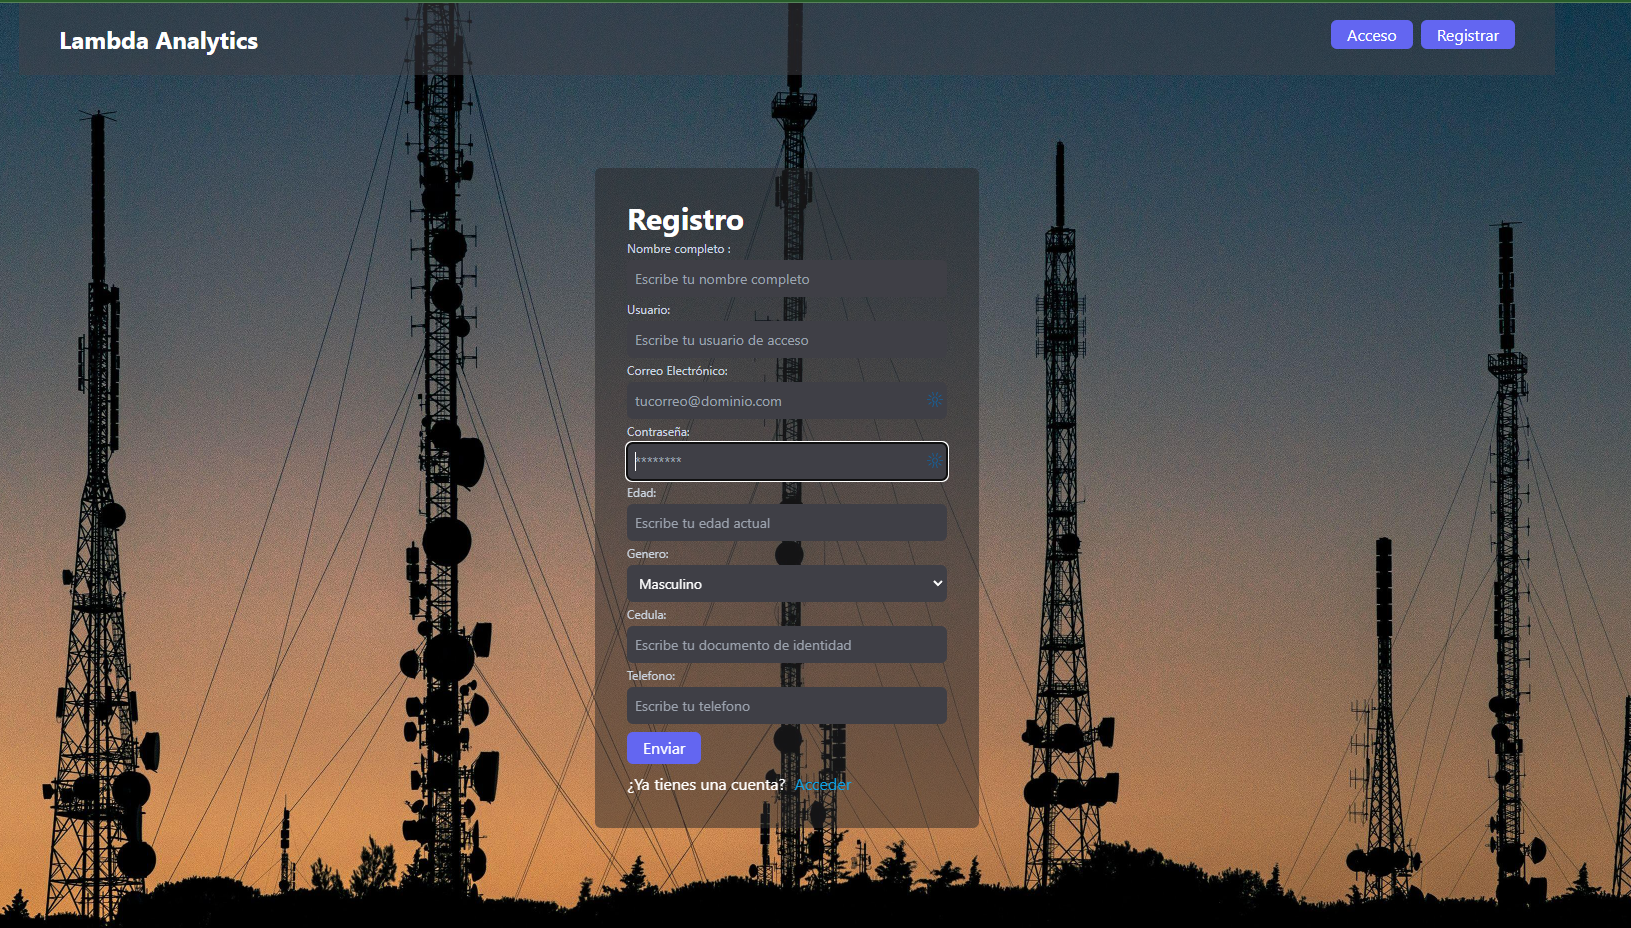 Lambda Analytics
Acceso
Registrar
Registro
Nombre completo :
Escribe tu nombre completo
Usuario:
Escribe tu usuario de acceso
Correo Electrónico:
tucorreo@dominio.com
Contraseña:
********
Edad:
Escribe tu edad actual
Genero:
Masculino
Cedula:
Escribe tu documento de identidad
Telefono:
Escribe tu telefono
Enviar
¿Ya tienes una cuenta? Acceder